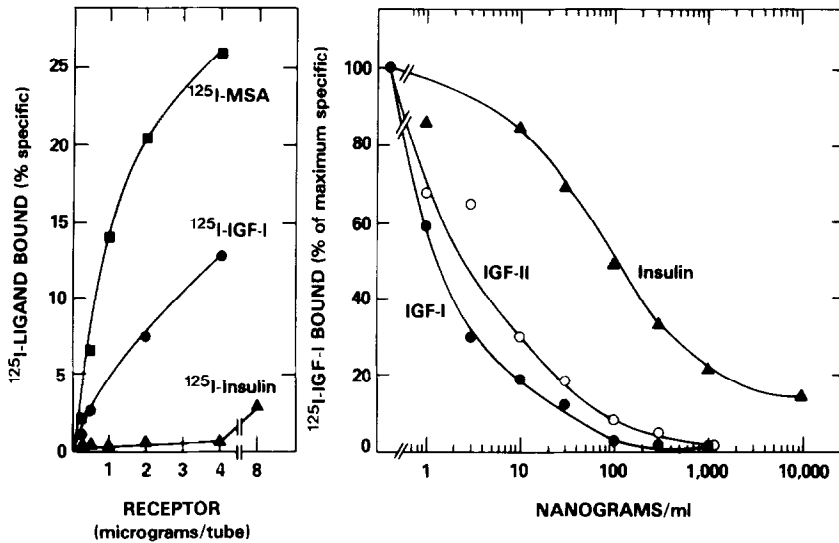 125I-LIGAND BOUND (% specific)
25
20
15
10
5
0
125I-MSA
125I-IGF-I
125I-Insulin
1 2 3 4 8
RECEPTOR
(micrograms/tube)
125I-IGF-I BOUND (% of maximum specific)
100
80
60
40
20
0
Insulin
IGF-II
IGF-I
1 10 100 1,000 10,000
NANOGRAMS/ml